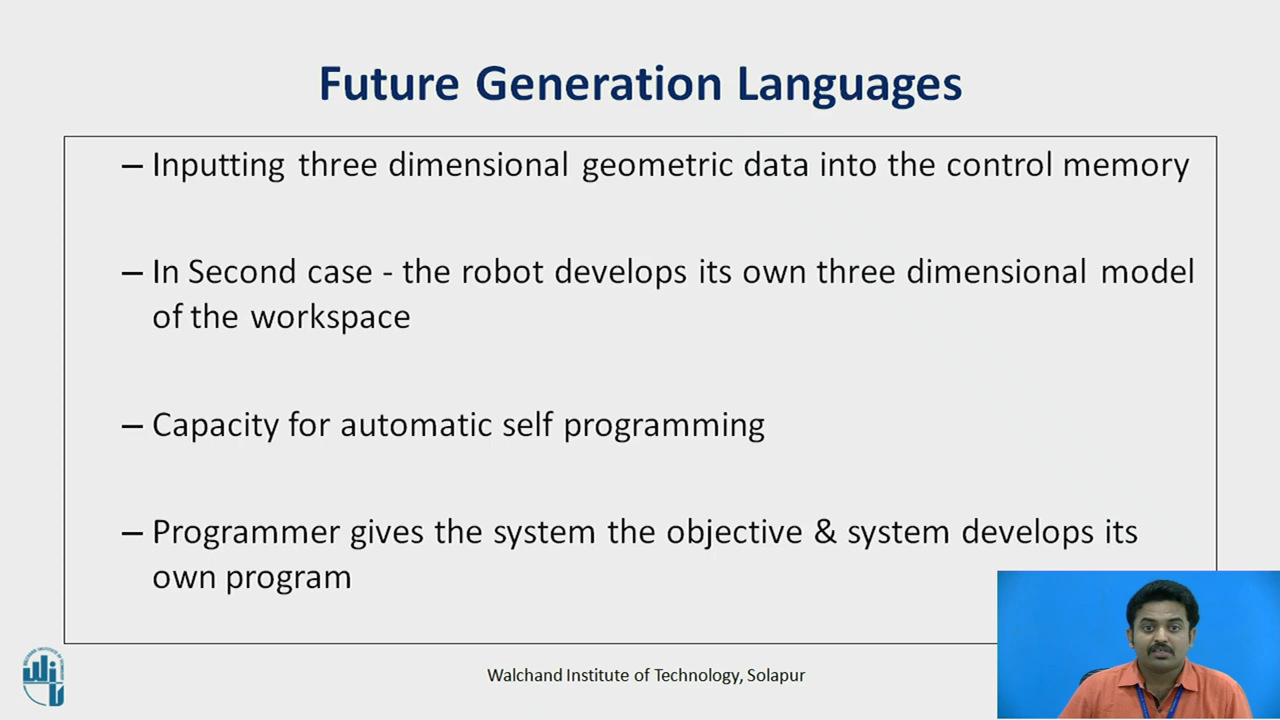 Future Generation Languages
– Inputting three dimensional geometric data into the control memory
– In Second case - the robot develops its own three dimensional model
of the workspace
– Capacity for automatic self programming
– Programmer gives the system the objective & system develops its
own program
Walchand Institute of Technology, Solapur